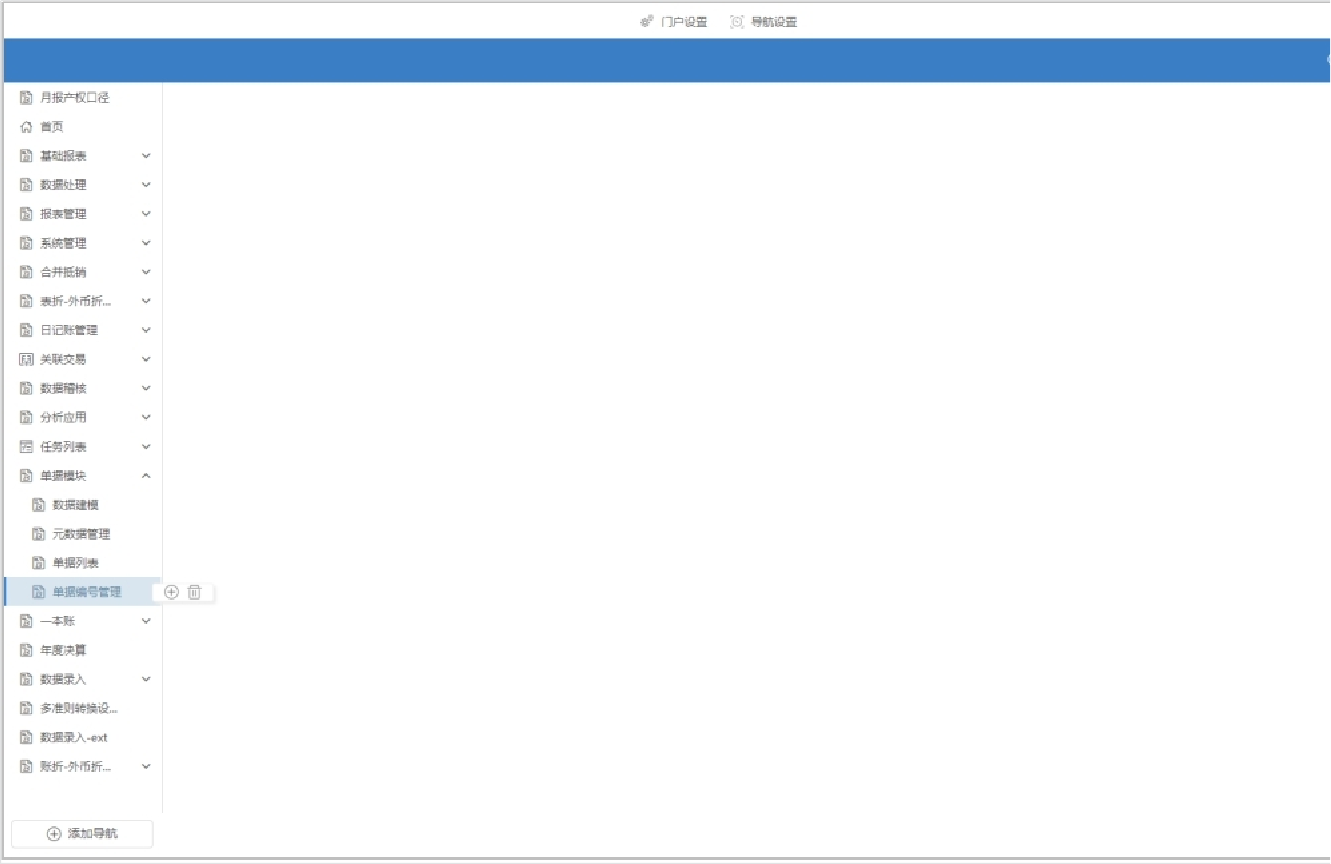 门户设置 导航设置
月报产权口径
首页
基础报表
数据处理
报表管理
系统管理
合并抵销
表折-外币折...
日记账管理
关联交易
数据稽核
分析应用
任务列表
单据模块
数据建模
元数据管理
单据列表
单据编号管理
一本账
年度决算
数据录入
多准则转换设...
数据录入-ext
账折-外币折...
添加导航